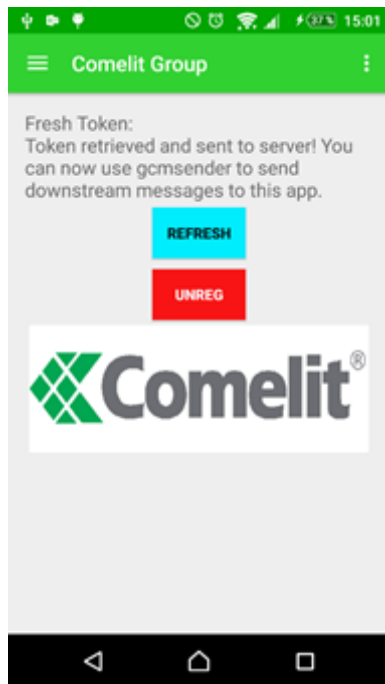 37% 15:01
Comelit Group
Fresh Token:
Token retrieved and sent to server! You
can now use gcmsender to send
downstream messages to this app.
REFRESH
UNREG
Comelit®